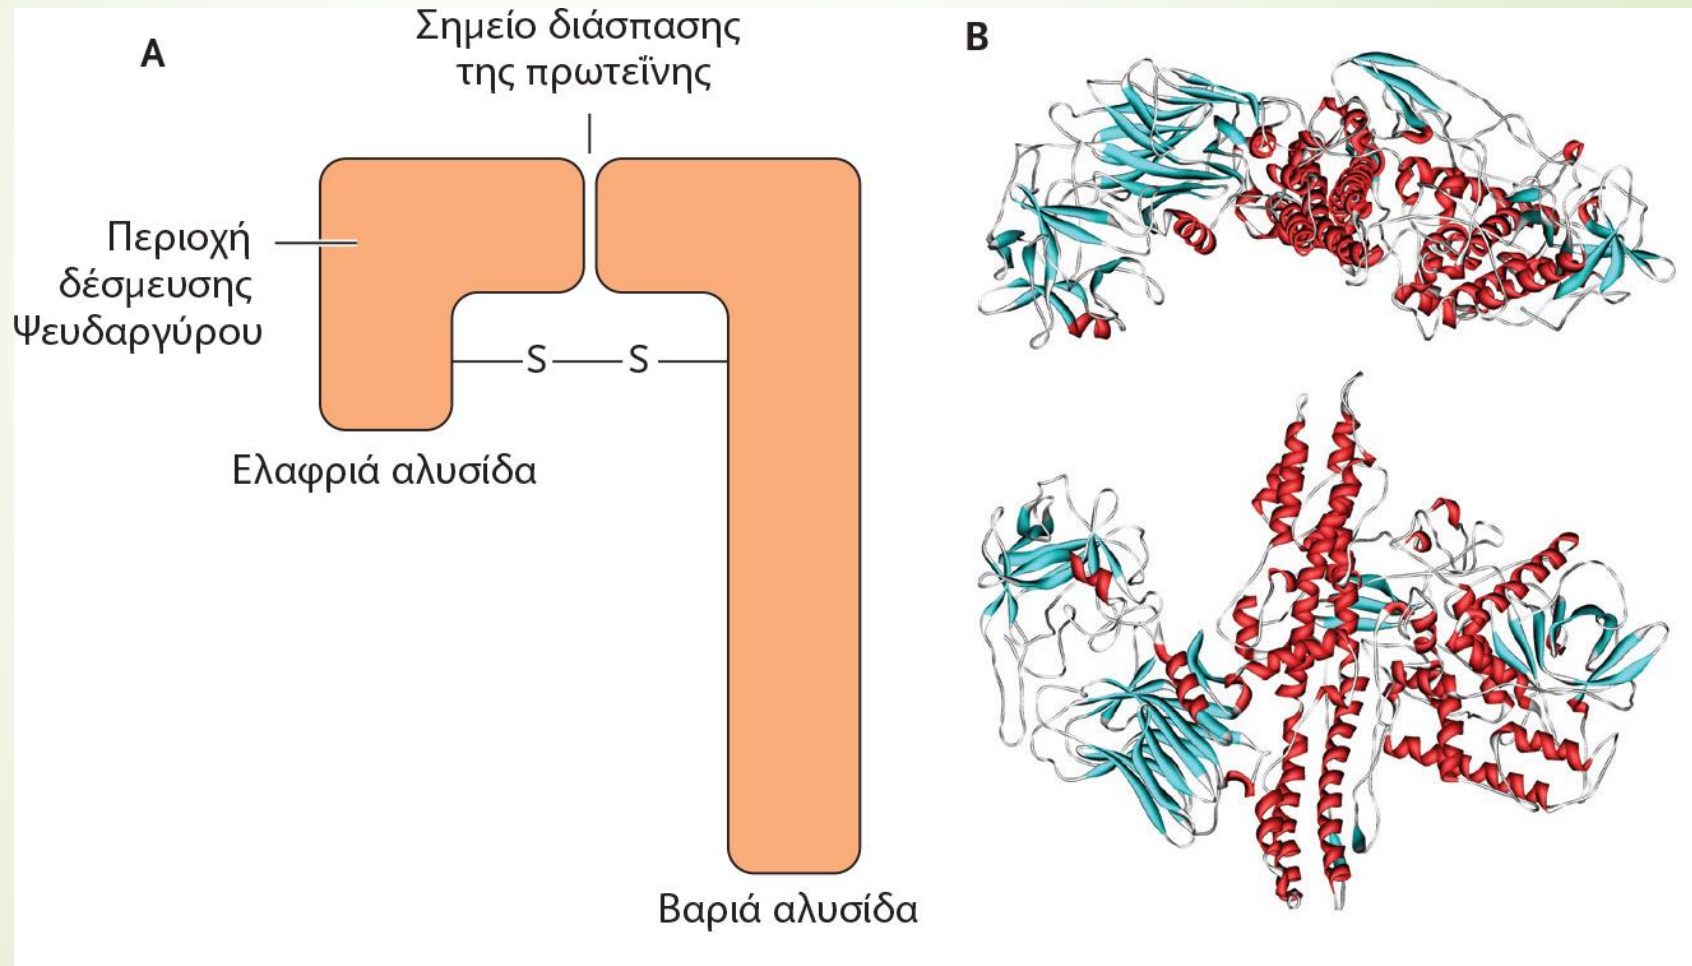 A
Σημείο διάσπασης
της πρωτεΐνης
Περιοχή
δέσμευσης
Ψευδαργύρου
S
S
Ελαφριά αλυσίδα
Βαριά αλυσίδα
B